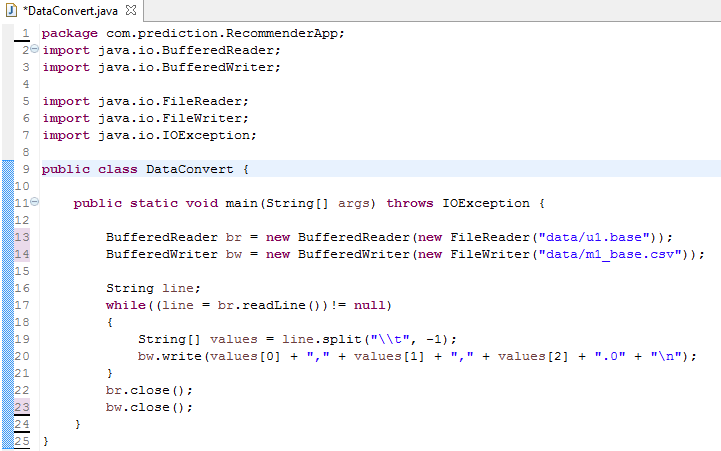 *DataConvert.java
1 package com.prediction.RecommenderApp;
2 import java.io.BufferedReader;
3 import java.io.BufferedWriter;
4
5 import java.io.FileReader;
6 import java.io.FileWriter;
7 import java.io.IOException;
8
9 public class DataConvert {
10
11     public static void main(String[] args) throws IOException {
12
13         BufferedReader br = new BufferedReader(new FileReader("data/u1.base"));
14         BufferedWriter bw = new BufferedWriter(new FileWriter("data/m1_base.csv"));
15
16         String line;
17         while((line = br.readLine())!= null)
18         {
19             String[] values = line.split("\\t", -1);
20             bw.write(values[0] + "," + values[1] + "," + values[2] + ".0" + "\n");
21         }
22         br.close();
23         bw.close();
24     }
25 }